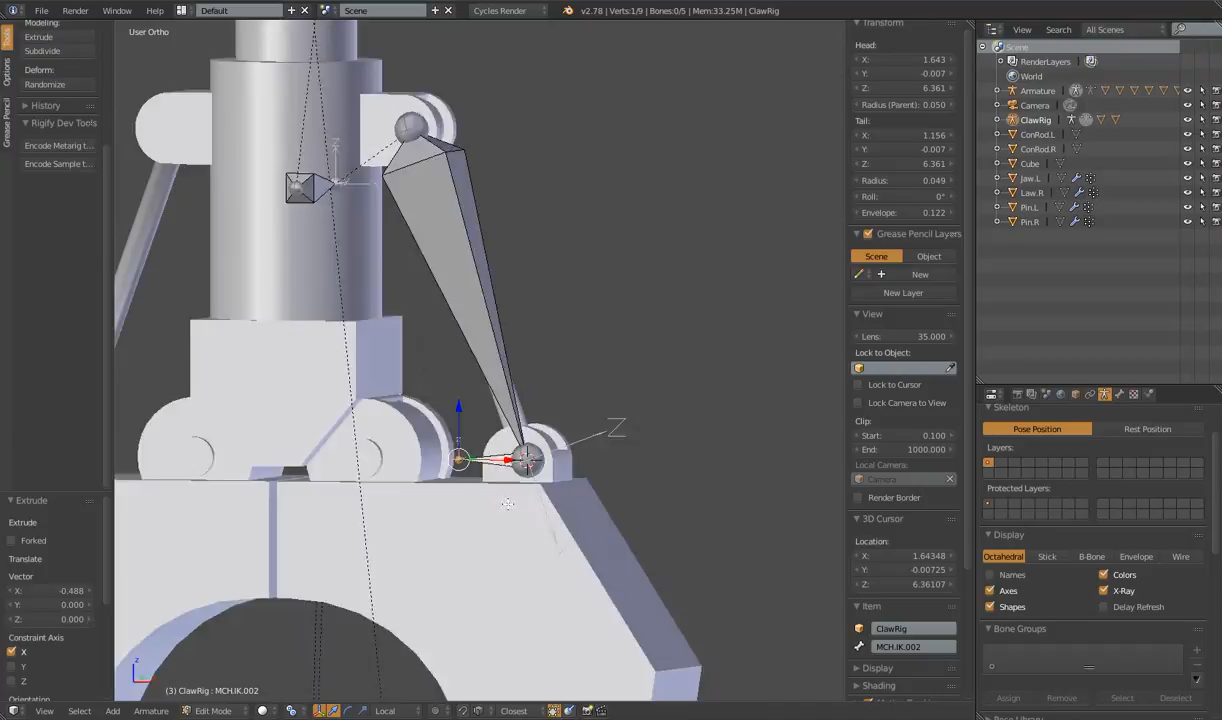 File Render Window Help Default Scene Cycles Render v2.78 | Verts:1/9 | Bones:0/5 | Mem:33.25M | ClawRig
Tools
Options
Grease Pencil
Modeling:
Extrude
Subdivide
Deform:
Randomize
History
Rigify Dev Tools
Encode Metarig t...
Encode Sample t...
Extrude
Extrude
Forked
Translate
Vector
X: -0.488
Y: 0.000
Z: 0.000
Constraint Axis
X
Y
Z
Orientation
User Ortho
Z
z
(3) ClawRig : MCH.IK.002
View Select Add Armature Edit Mode Local Closest
Transform
Head:
X: 1.643
Y: -0.007
Z: 6.361
Radius (Parent): 0.050
Tail:
X: 1.156
Y: -0.007
Z: 6.361
Radius: 0.049
Roll: 0°
Envelope: 0.122
Grease Pencil Layers
Scene Object
New
New Layer
View
Lens: 35.000
Lock to Object:
Lock to Cursor
Lock Camera to View
Clip:
Start: 0.100
End: 1000.000
Local Camera:
Camera
Render Border
3D Cursor
Location:
X: 1.64348
Y: -0.00725
Z: 6.36107
Item
ClawRig
MCH.IK.002
Display
Shading
View Search All Scenes
Scene
RenderLayers
World
Armature
Camera
ClawRig
ConRod.L
ConRod.R
Cube
Jaw.L
Law.R
Pin.L
Pin.R
Skeleton
Pose Position Rest Position
Layers:
Protected Layers:
Display
Octahedral Stick B-Bone Envelope Wire
Names Colors
Axes X-Ray
Shapes Delay Refresh
Bone Groups
Assign Remove Select Deselect